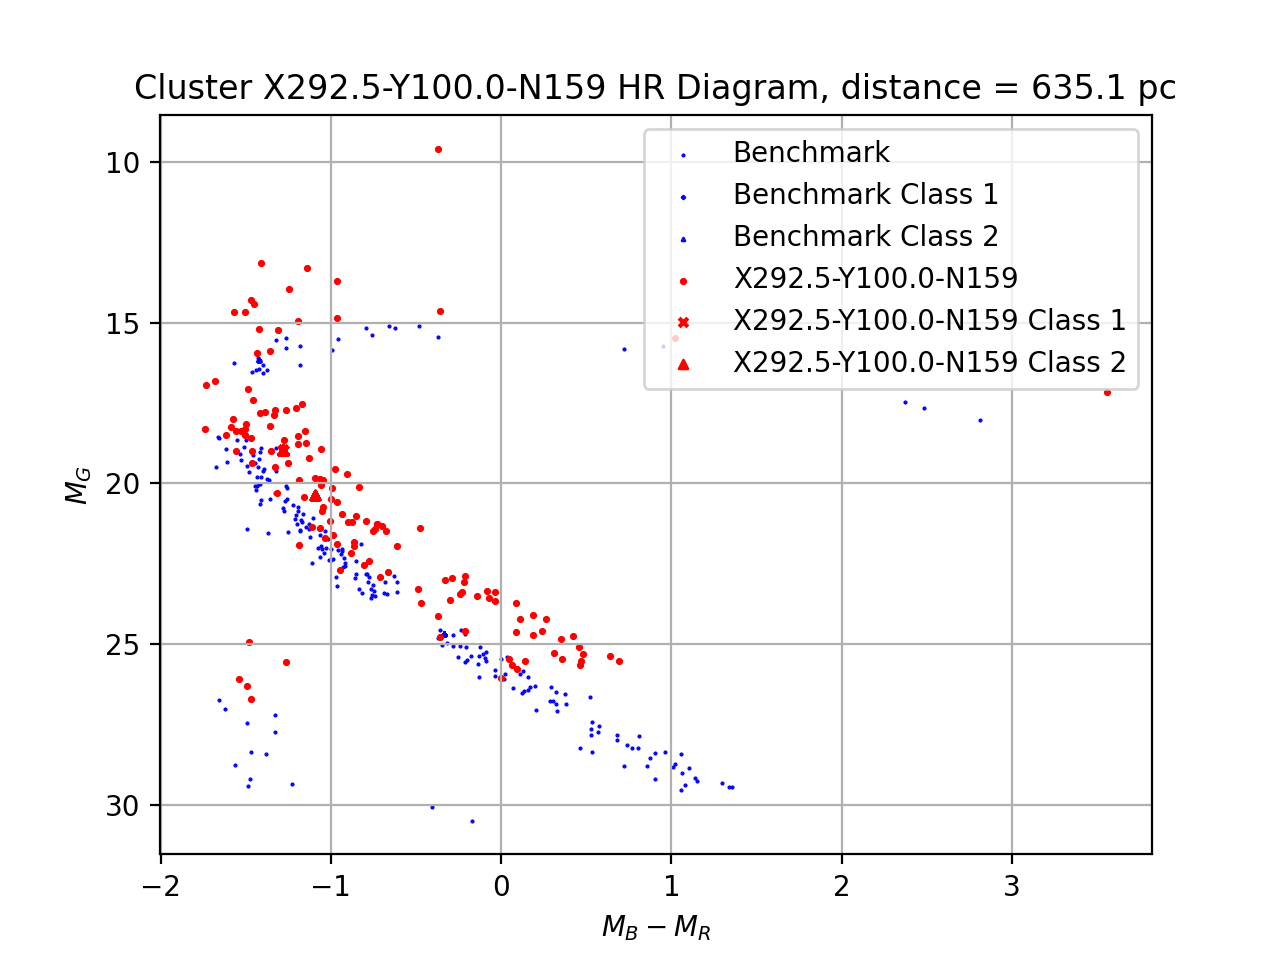 Cluster X292.5-Y100.0-N159 HR Diagram, distance = 635.1 pc
Benchmark
Benchmark Class 1
Benchmark Class 2
X292.5-Y100.0-N159
X292.5-Y100.0-N159 Class 1
X292.5-Y100.0-N159 Class 2
10
15
20
25
30
M_G
−2 −1 0 1 2 3
M_B − M_R